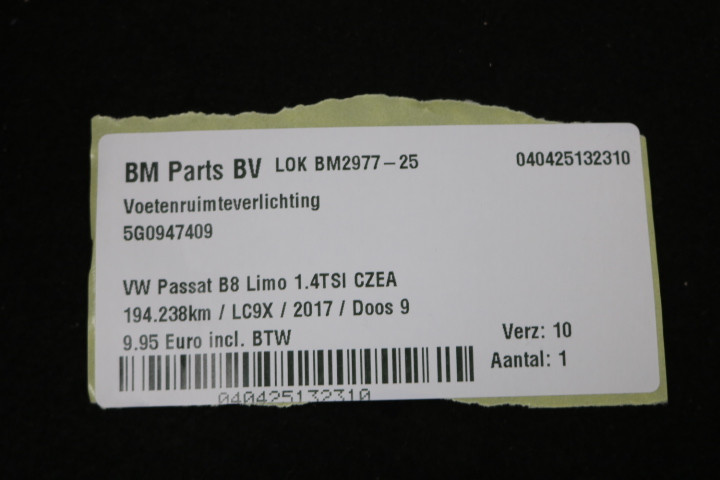 BM Parts BV LOK BM2977-25 040425132310
Voetenruimteverlichting
5G0947409
VW Passat B8 Limo 1.4TSI CZEA
194.238km / LC9X / 2017 / Doos 9
9.95 Euro incl. BTW
Verz: 10
Aantal: 1
040425132310